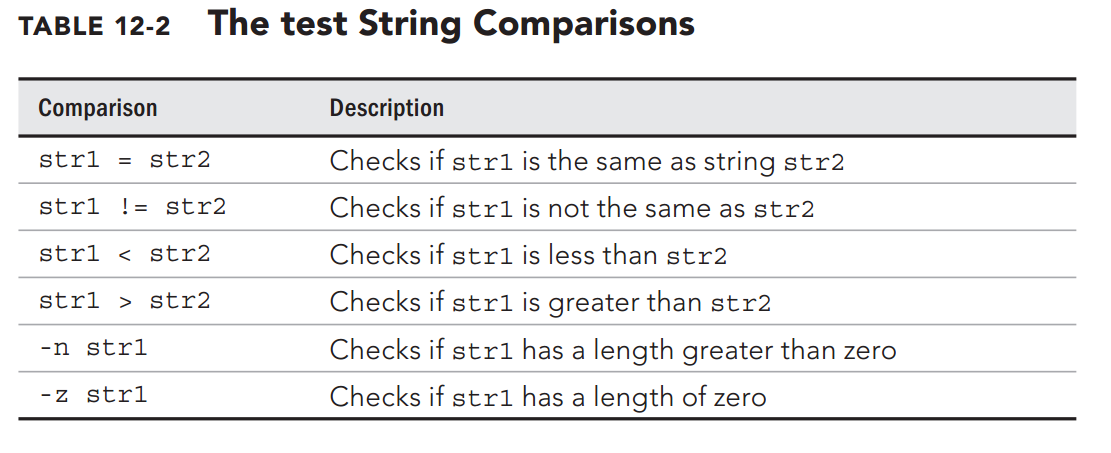 TABLE 12-2 The test String Comparisons
Comparison Description
str1 = str2 Checks if str1 is the same as string str2
str1 != str2 Checks if str1 is not the same as str2
str1 < str2 Checks if str1 is less than str2
str1 > str2 Checks if str1 is greater than str2
-n str1 Checks if str1 has a length greater than zero
-z str1 Checks if str1 has a length of zero